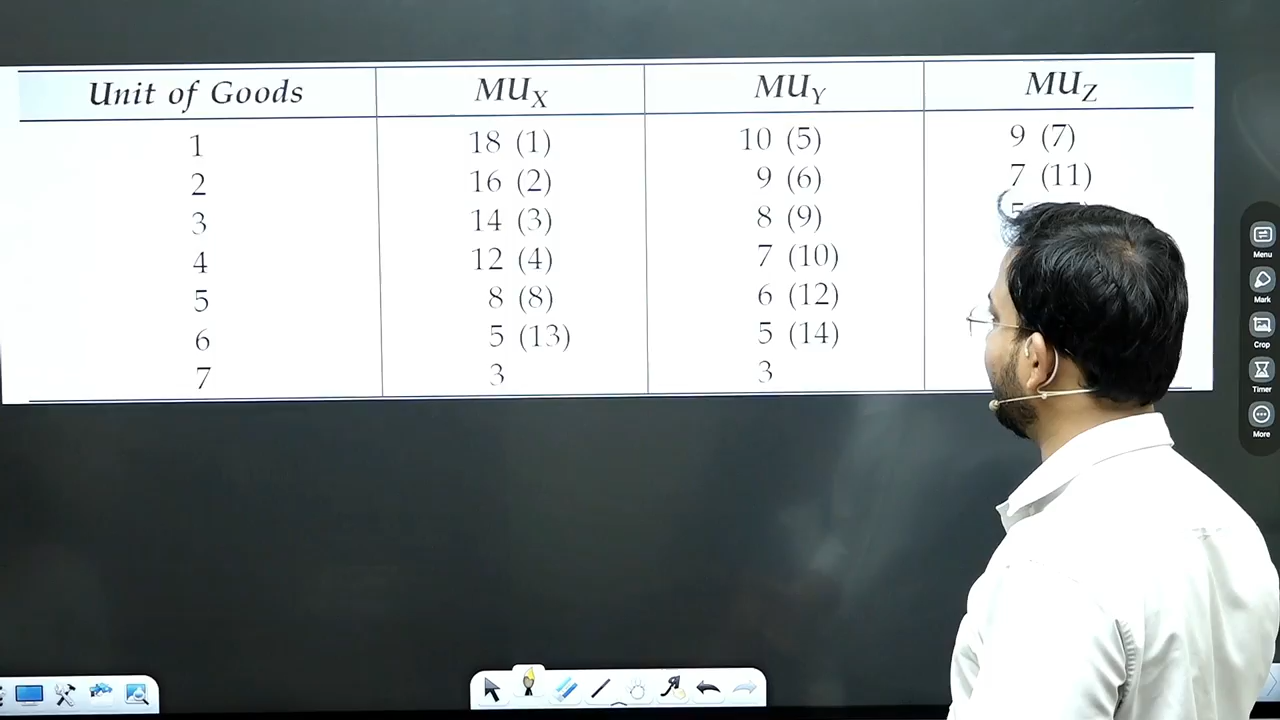 Unit of Goods MUX MUY MUZ
1 18 (1) 10 (5) 9 (7)
2 16 (2) 9 (6) 7 (11)
3 14 (3) 8 (9) 5
4 12 (4) 7 (10)
5 8 (8) 6 (12)
6 5 (13) 5 (14)
7 3 3
Menu
Mark
Crop
Timer
More